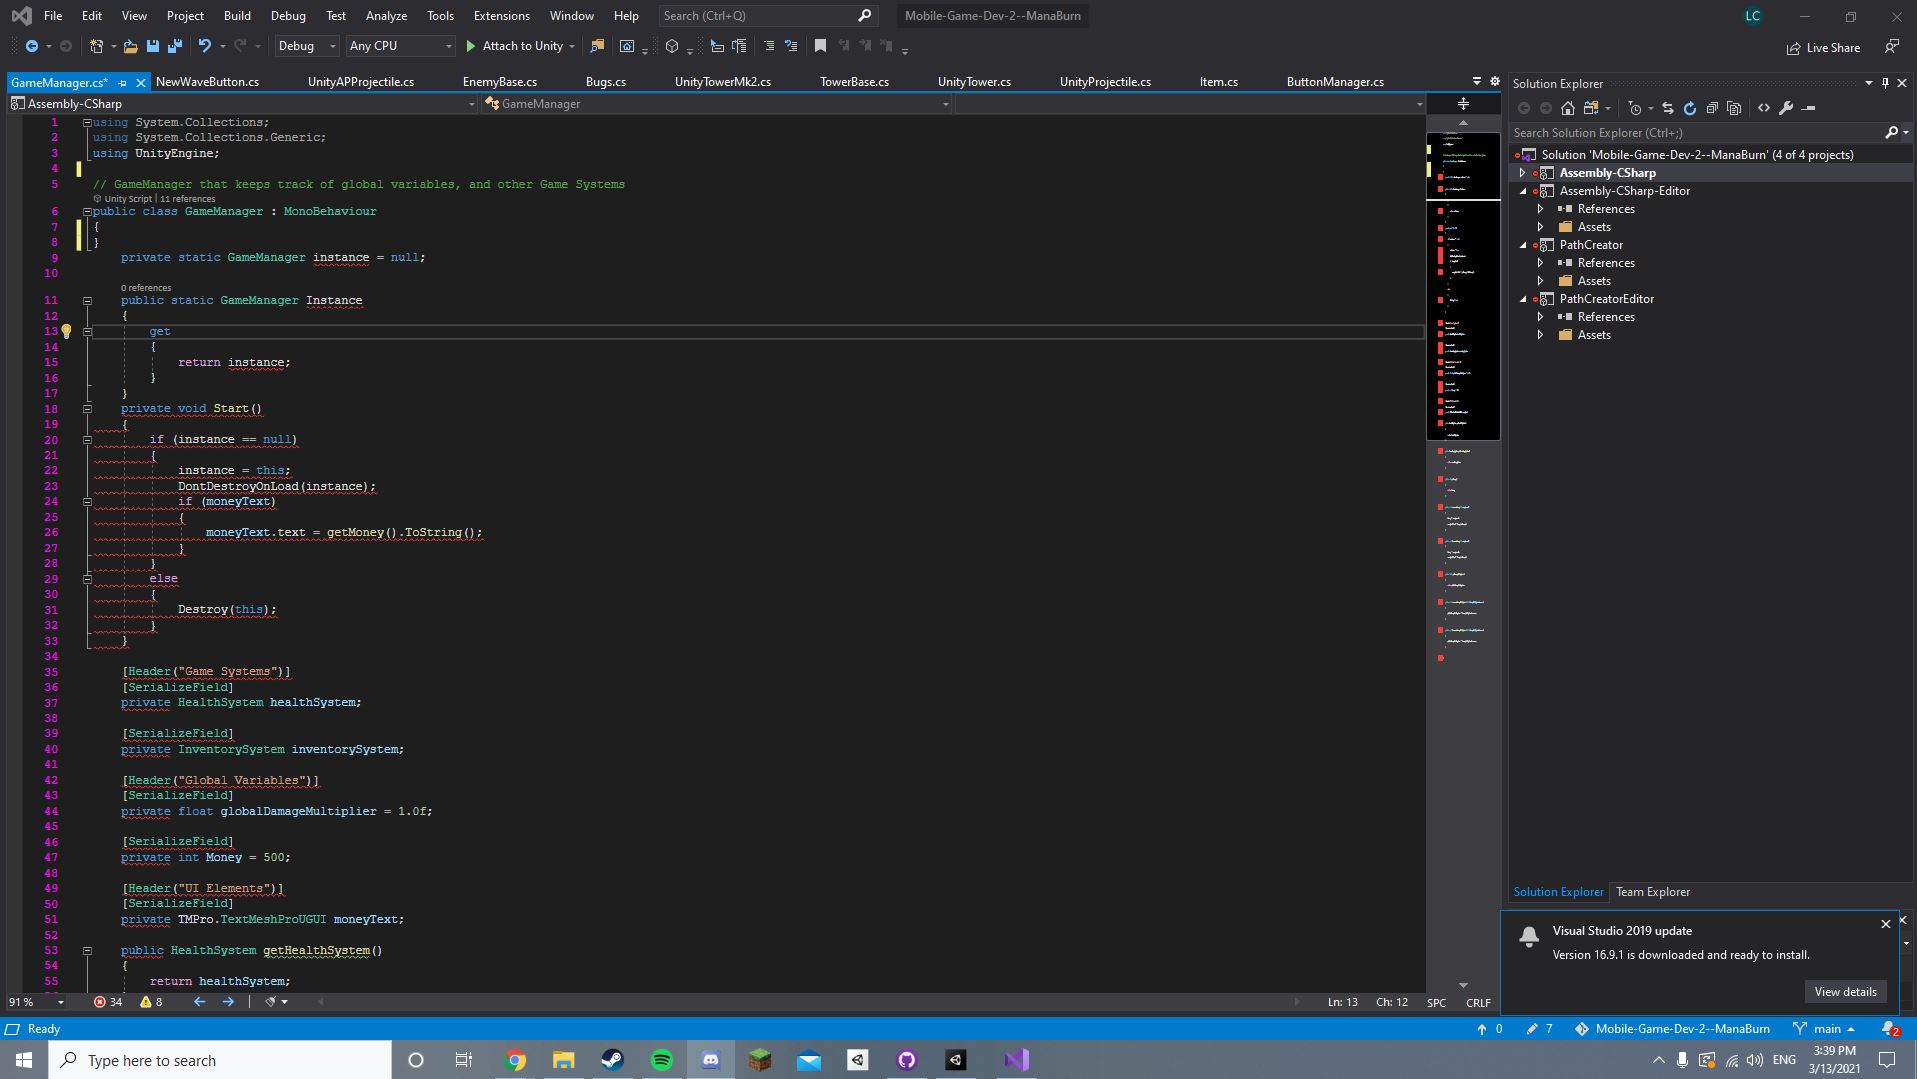 File Edit View Project Build Debug Test Analyze Tools Extensions Window Help Search (Ctrl+Q) Mobile-Game-Dev-2--ManaBurn LC
Debug Any CPU Attach to Unity Live Share
GameManager.cs* NewWaveButton.cs UnityAPProjectile.cs EnemyBase.cs Bugs.cs UnityTowerMk2.cs TowerBase.cs UnityTower.cs UnityProjectile.cs Item.cs ButtonManager.cs
Assembly-CSharp GameManager
1 using System.Collections;
2 using System.Collections.Generic;
3 using UnityEngine;
4
5 // GameManager that keeps track of global variables, and other Game Systems
Unity Script | 11 references
6 public class GameManager : MonoBehaviour
7 {
8 }
9 private static GameManager instance = null;
10
0 references
11 public static GameManager Instance
12 {
13 get
14 {
15 return instance;
16 }
17 }
18 private void Start()
19 {
20 if (instance == null)
21 {
22 instance = this;
23 DontDestroyOnLoad(instance);
24 if (moneyText)
25 {
26 moneyText.text = getMoney().ToString();
27 }
28 }
29 else
30 {
31 Destroy(this);
32 }
33 }
34
35 [Header("Game Systems")]
36 [SerializeField]
37 private HealthSystem healthSystem;
38
39 [SerializeField]
40 private InventorySystem inventorySystem;
41
42 [Header("Global Variables")]
43 [SerializeField]
44 private float globalDamageMultiplier = 1.0f;
45
46 [SerializeField]
47 private int Money = 500;
48
49 [Header("UI Elements")]
50 [SerializeField]
51 private TMPro.TextMeshProUGUI moneyText;
52
53 public HealthSystem getHealthSystem()
54 {
55 return healthSystem;
91 % 34 8 Ln: 13 Ch: 12 SPC CRLF
Solution Explorer
Search Solution Explorer (Ctrl+;)
Solution 'Mobile-Game-Dev-2--ManaBurn' (4 of 4 projects)
Assembly-CSharp
Assembly-CSharp-Editor
References
Assets
PathCreator
References
Assets
PathCreatorEditor
References
Assets
Solution Explorer Team Explorer
Visual Studio 2019 update
Version 16.9.1 is downloaded and ready to install.
View details
Ready 0 7 Mobile-Game-Dev-2--ManaBurn main 2
Type here to search ENG 3:39 PM
3/13/2021